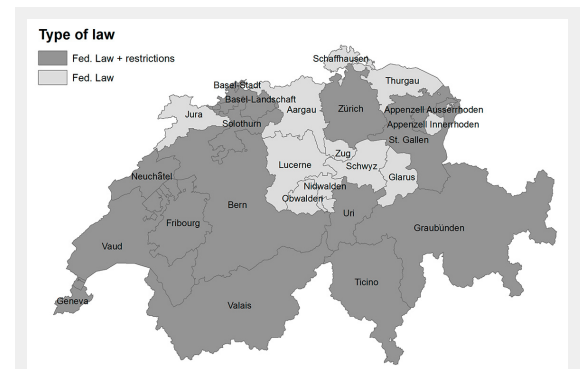 Type of law
Fed. Law + restrictions
Fed. Law
Schaffhausen
Basel-Stadt
Thurgau
Basel-Landschaft
Aargau
Zürich
Appenzell Ausserrhoden
Jura
Solothurn
Appenzell Innerrhoden
St. Gallen
Zug
Lucerne
Schwyz
Neuchâtel
Glarus
Nidwalden
Obwalden
Bern
Uri
Fribourg
Graubünden
Vaud
Ticino
Geneva
Valais